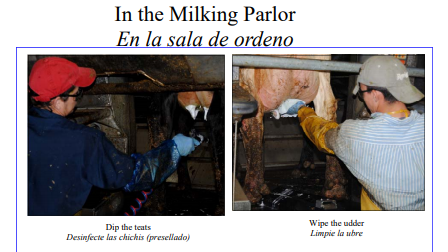 In the Milking Parlor
En la sala de ordeno
Dip the teats
Desinfecte las chichis (presellado)
Wipe the udder
Limpie la ubre